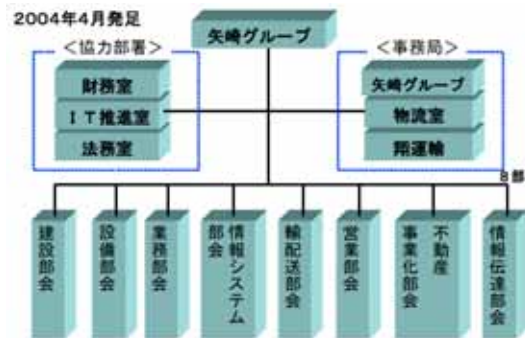 2004年4月発足
矢崎グループ
＜協力部署＞
財務室
ＩＴ推進室
法務室
＜事務局＞
矢崎グループ
物流室
翔運輸
8部
建設部会
設備部会
業務部会
情報システム
部会
輸配送部会
営業部会
不動産
事業化部会
情報伝達部会